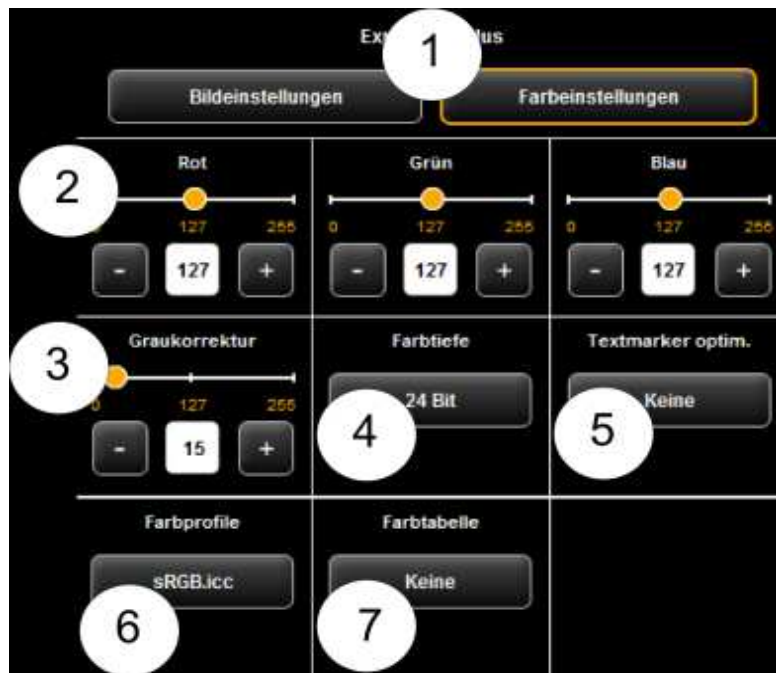 1
Bildeinstellungen Farbeinstellungen
2 Rot Grün Blau
127 255 0 127 255 0 127 255
- 127 + - 127 + - 127 +
3 Graukorrektur Farbtiefe Textmarker optim.
127 255 4 24 Bit 5 Keine
- 15 +
Farbprofile Farbtabelle
6 sRGB.icc 7 Keine